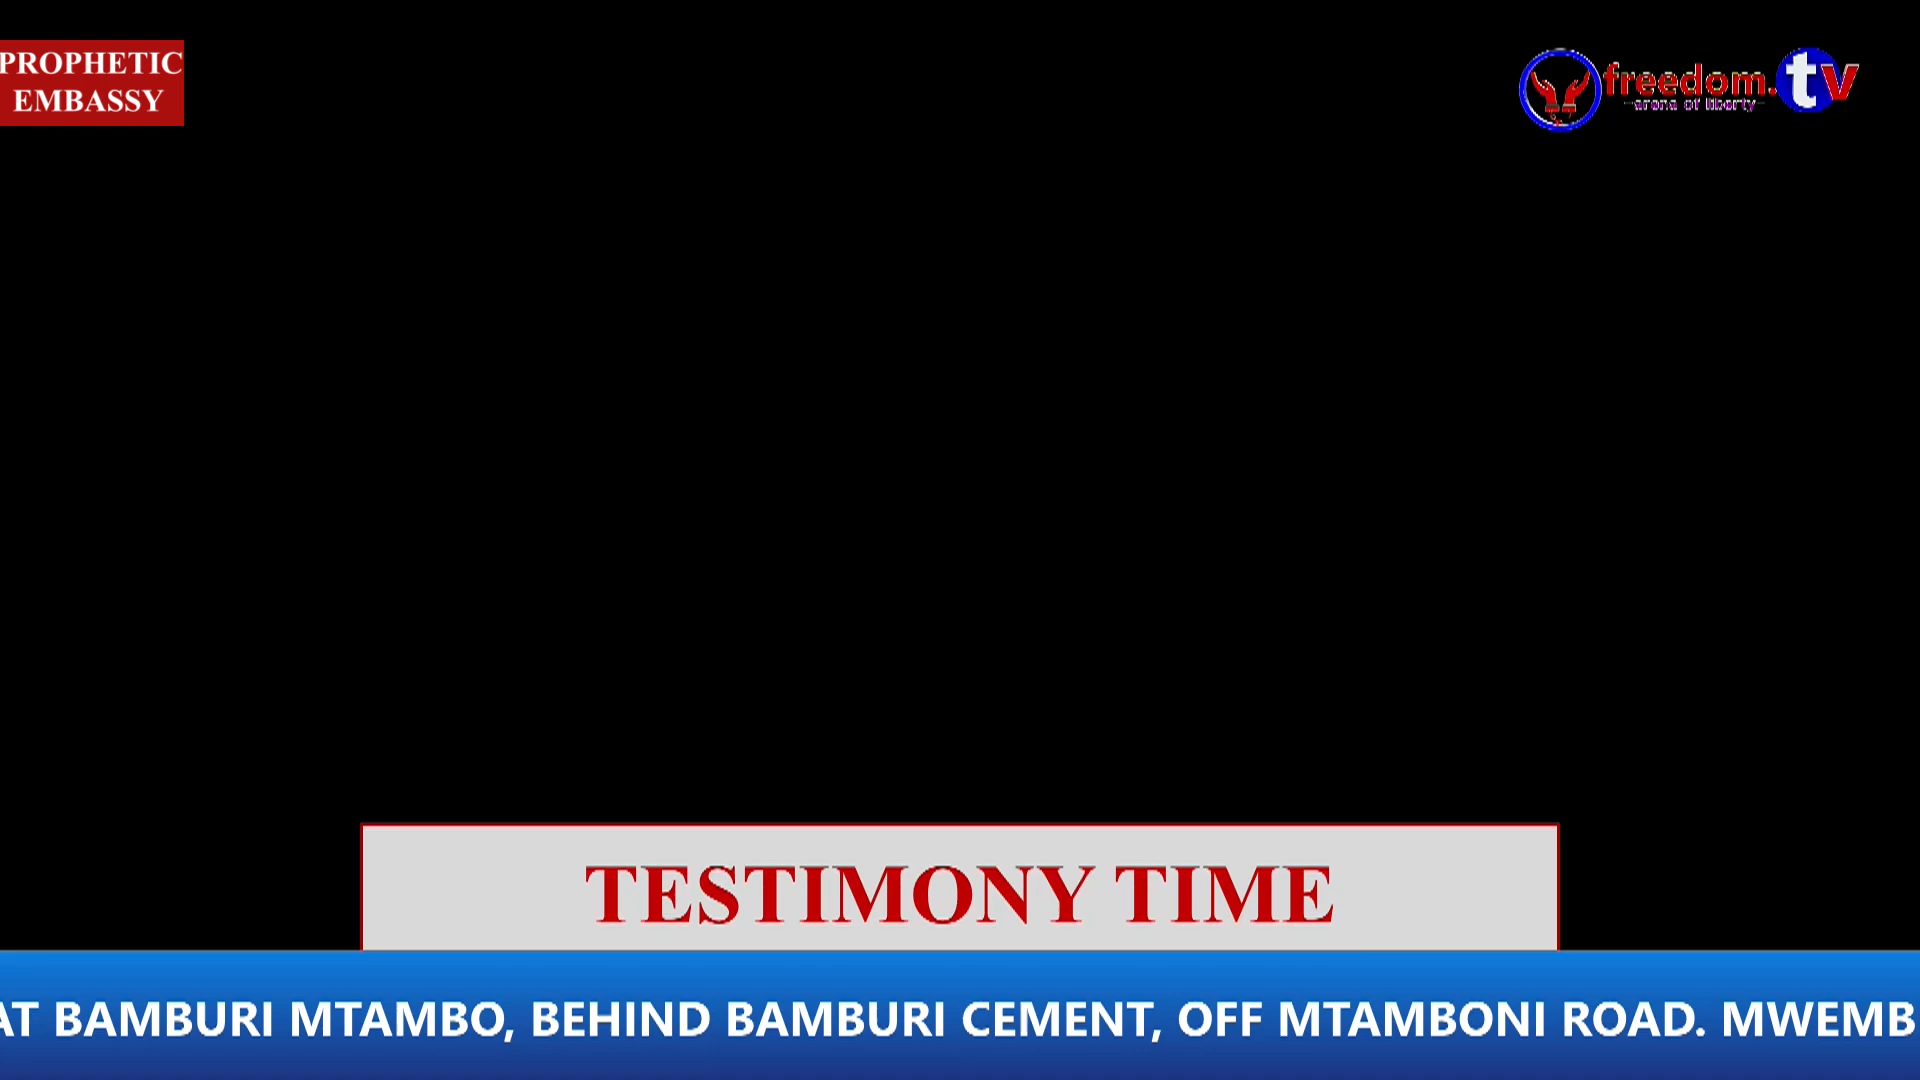 PROPHETIC
EMBASSY
freedom.tv
arena of liberty
TESTIMONY TIME
AT BAMBURI MTAMBO, BEHIND BAMBURI CEMENT, OFF MTAMBONI ROAD. MWEMB